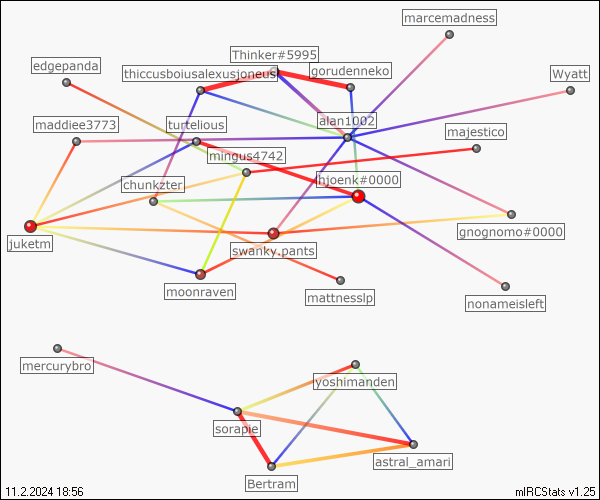 marcemadness
Thinker#5995
edgepanda
thiccusboiusalexusjoneus
gorudenneko
Wyatt
maddiee3773
turtelious
alan1002
majestico
mingus4742
chunkzter
hjoenk#0000
juketm
swanky.pants
gnognomo#0000
moonraven
mattnesslp
nonameisleft
mercurybro
yoshimanden
sorapie
astral_amari
Bertram
11.2.2024 18:56
mIRCStats v1.25